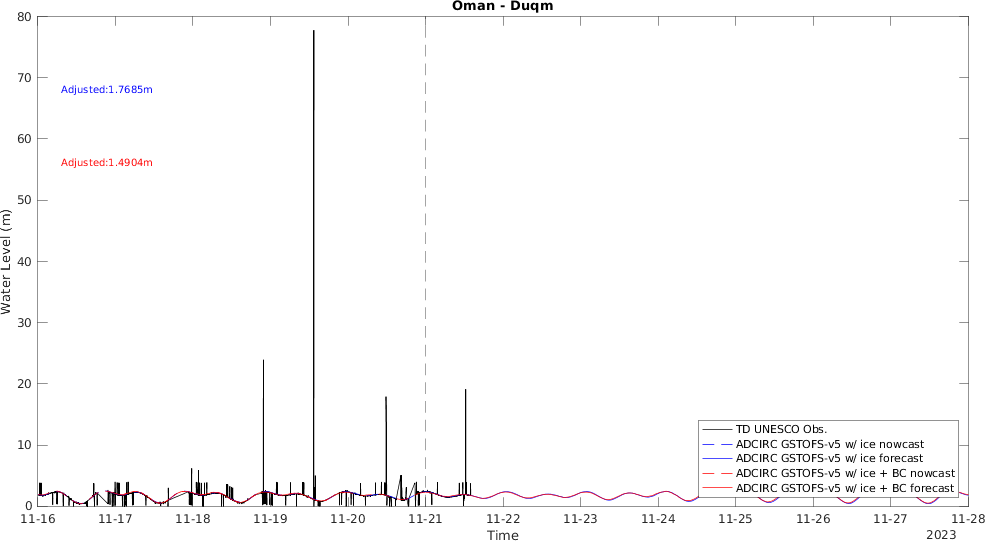 Oman - Duqm
80
70
60
50
40
30
20
10
0
Water Level (m)
Adjusted:1.7685m
Adjusted:1.4904m
TD UNESCO Obs.
ADCIRC GSTOFS-v5 w/ ice nowcast
ADCIRC GSTOFS-v5 w/ ice forecast
ADCIRC GSTOFS-v5 w/ ice + BC nowcast
ADCIRC GSTOFS-v5 w/ ice + BC forecast
11-16 11-17 11-18 11-19 11-20 11-21 11-22 11-23 11-24 11-25 11-26 11-27 11-28
Time
2023